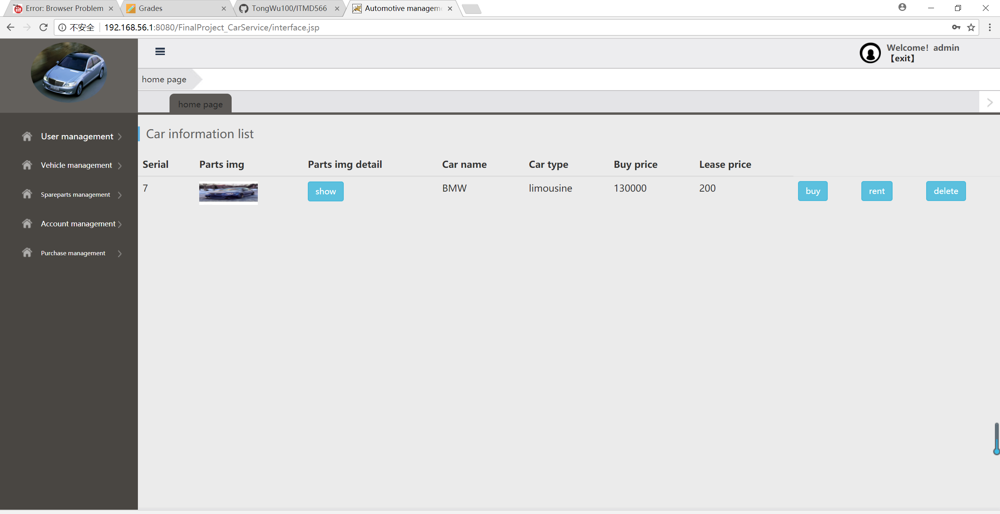 Error: Browser Problem
Grades
TongWu100/ITMD566
Automotive managem
不安全
192.168.56.1:8080/FinalProject_CarService/interface.jsp
Welcome！admin
【exit】
home page
home page
User management
Vehicle management
Spareparts management
Account management
Purchase management
Car information list
Serial Parts img Parts img detail Car name Car type Buy price Lease price
7 show BMW limousine 130000 200 buy rent delete